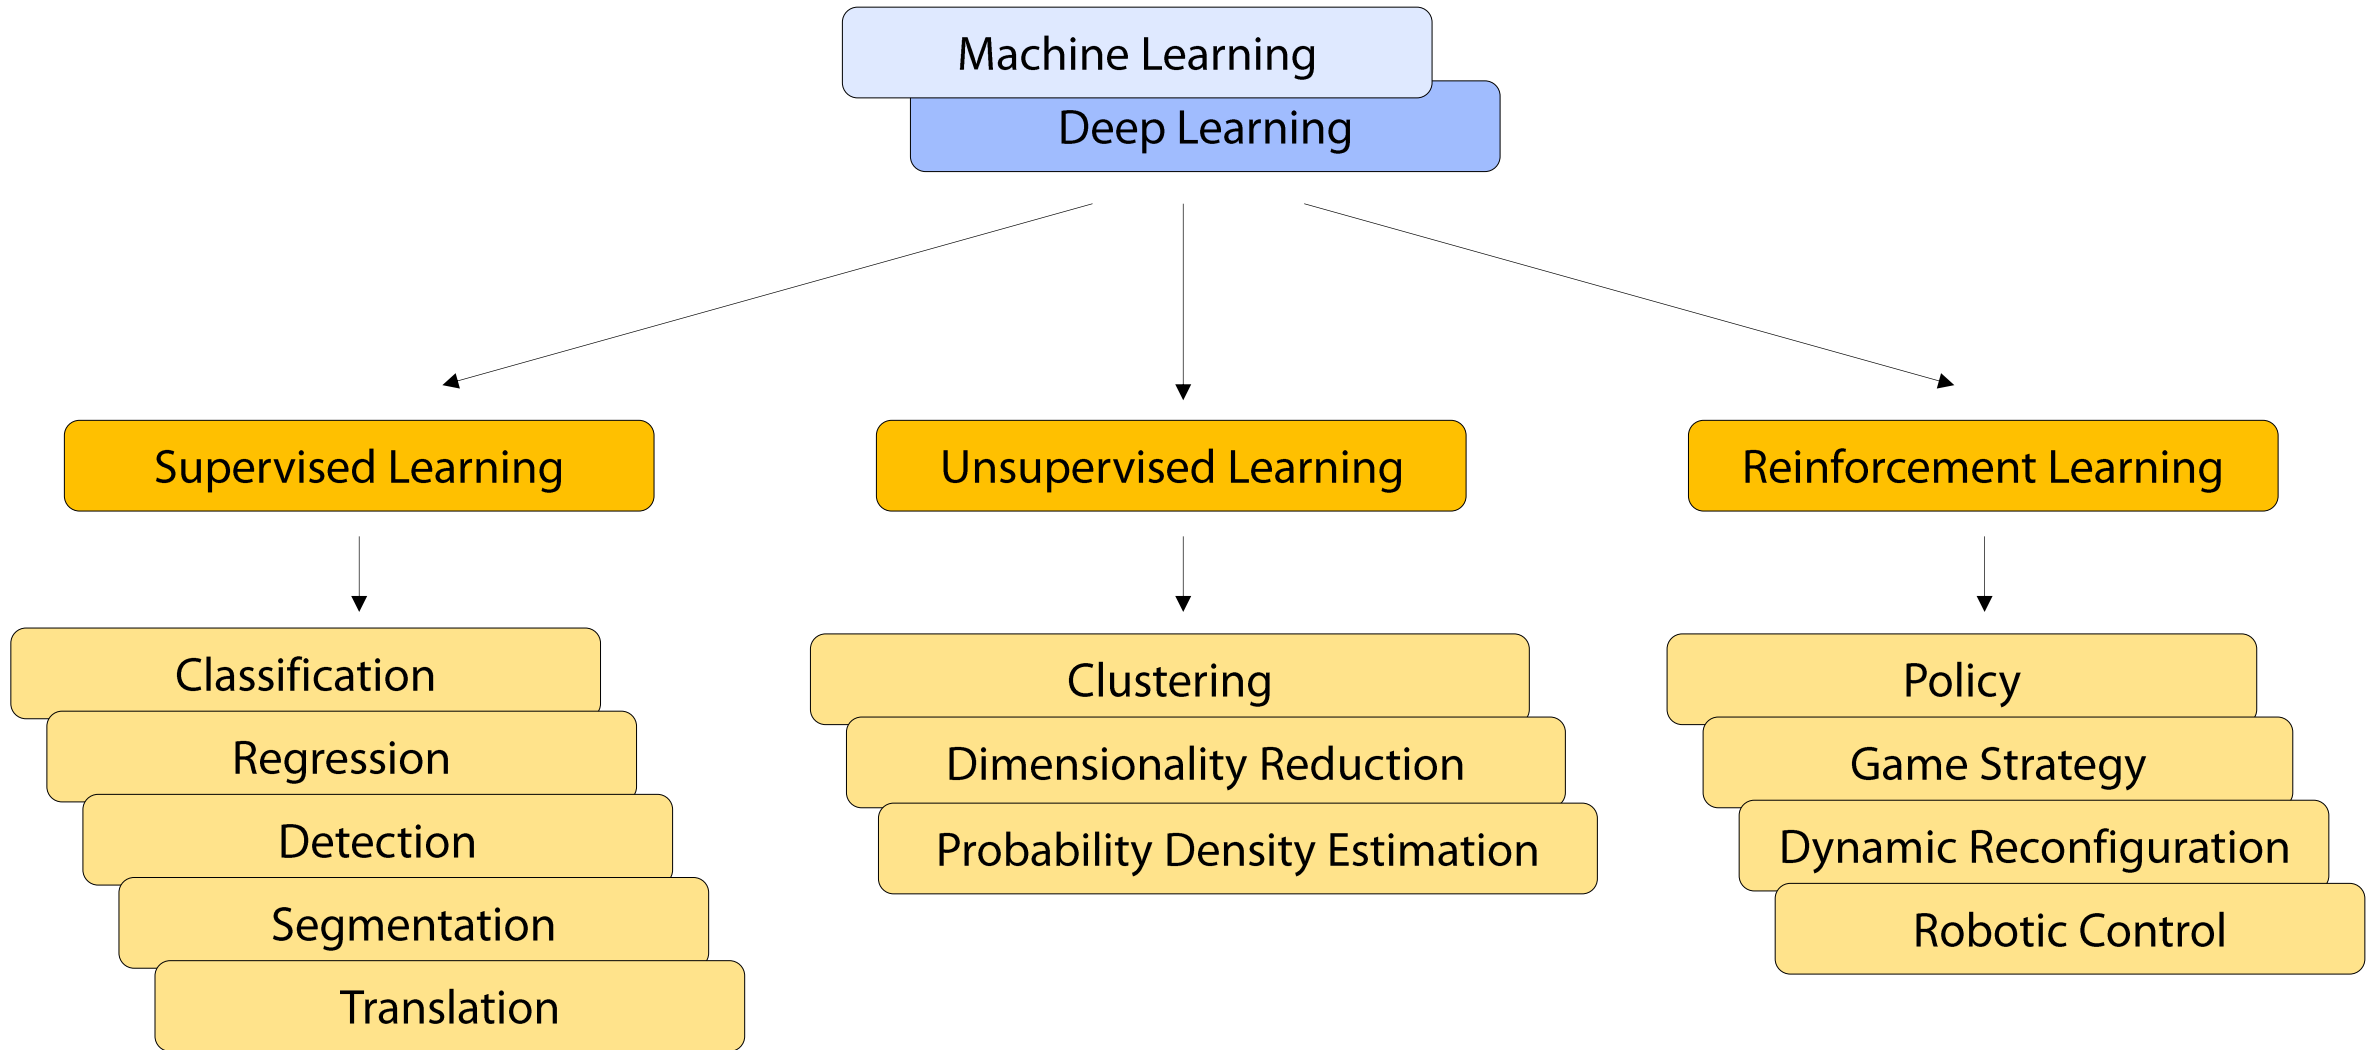 Machine Learning
Deep Learning
Supervised Learning
Unsupervised Learning
Reinforcement Learning
Classification
Regression
Detection
Segmentation
Translation
Clustering
Dimensionality Reduction
Probability Density Estimation
Policy
Game Strategy
Dynamic Reconfiguration
Robotic Control